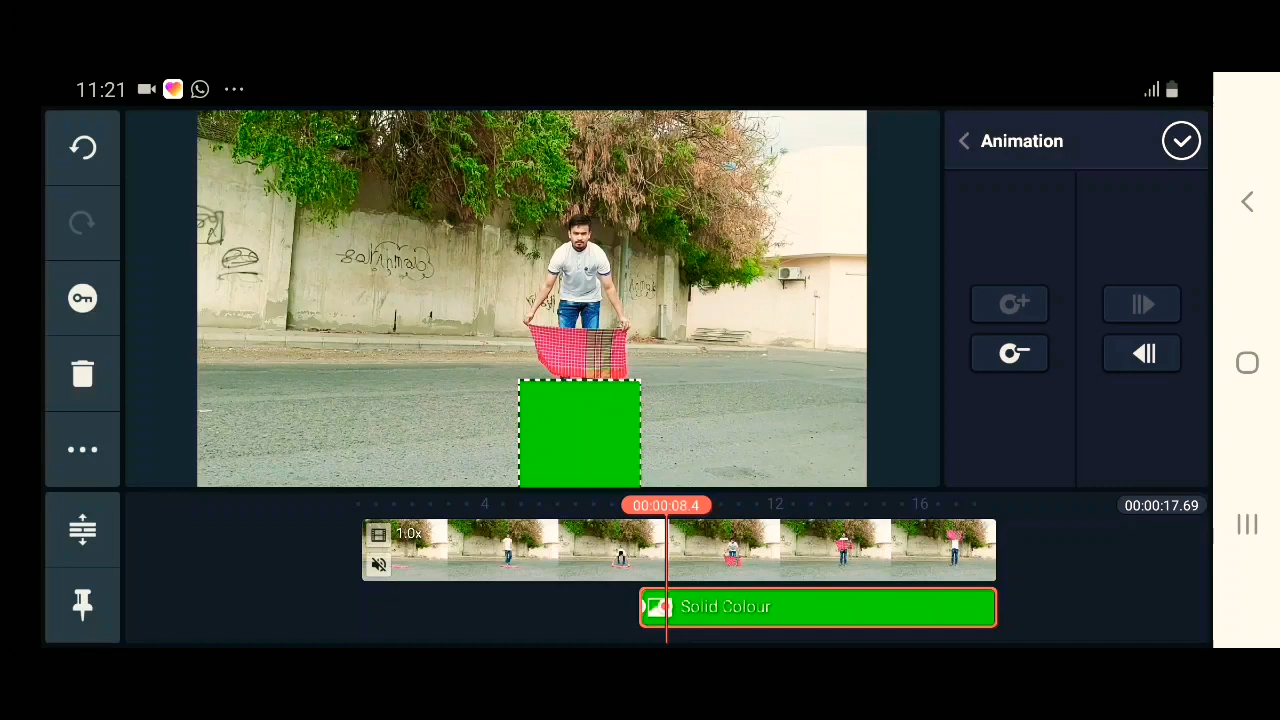 11:21
Animation
4
00:00:08.4
12
16
00:00:17.69
1.0x
Solid Colour